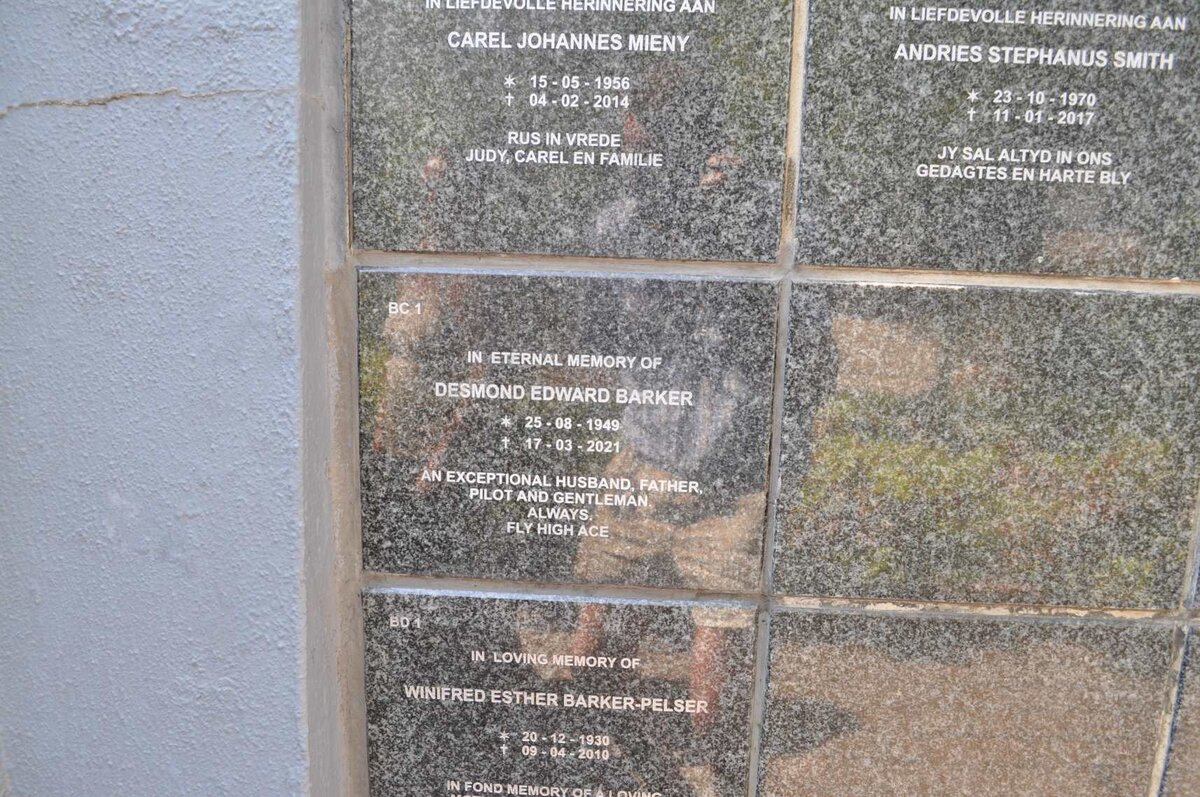 IN LIEFDEVOLLE HERINNERING AAN
CAREL JOHANNES MIENY
* 15 - 05 - 1956
† 04 - 02 - 2014
RUS IN VREDE
JUDY, CAREL EN FAMILIE
IN LIEFDEVOLLE HERINNERING AAN
ANDRIES STEPHANUS SMITH
* 23 - 10 - 1970
† 11 - 01 - 2017
JY SAL ALTYD IN ONS
GEDAGTES EN HARTE BLY
BC 1
IN ETERNAL MEMORY OF
DESMOND EDWARD BARKER
* 25 - 08 - 1949
† 17 - 03 - 2021
AN EXCEPTIONAL HUSBAND, FATHER,
PILOT AND GENTLEMAN
ALWAYS,
FLY HIGH ACE
BD 1
IN LOVING MEMORY OF
WINIFRED ESTHER BARKER-PELSER
* 20 - 12 - 1930
† 09 - 04 - 2010
IN FOND MEMORY OF A LOVING